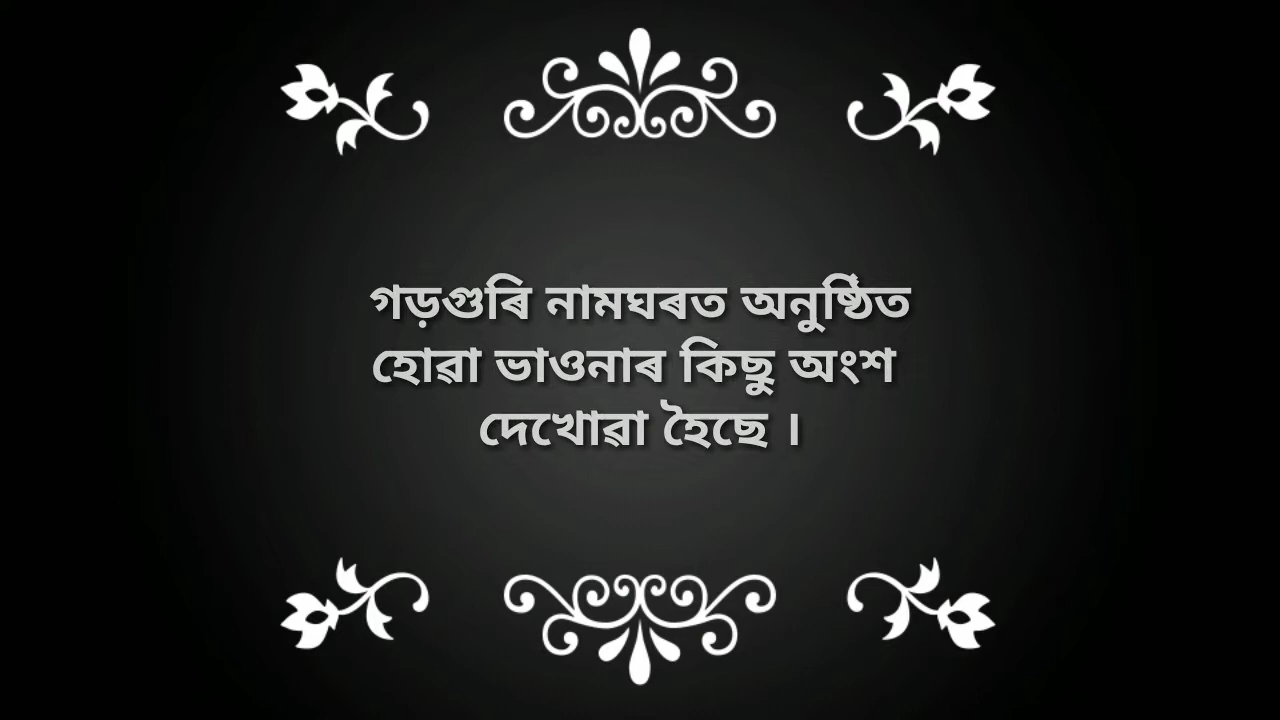 গড়গুৰি নামঘৰত অনুষ্ঠিত
হোৱা ভাওনাৰ কিছু অংশ
দেখোৱা হৈছে ।